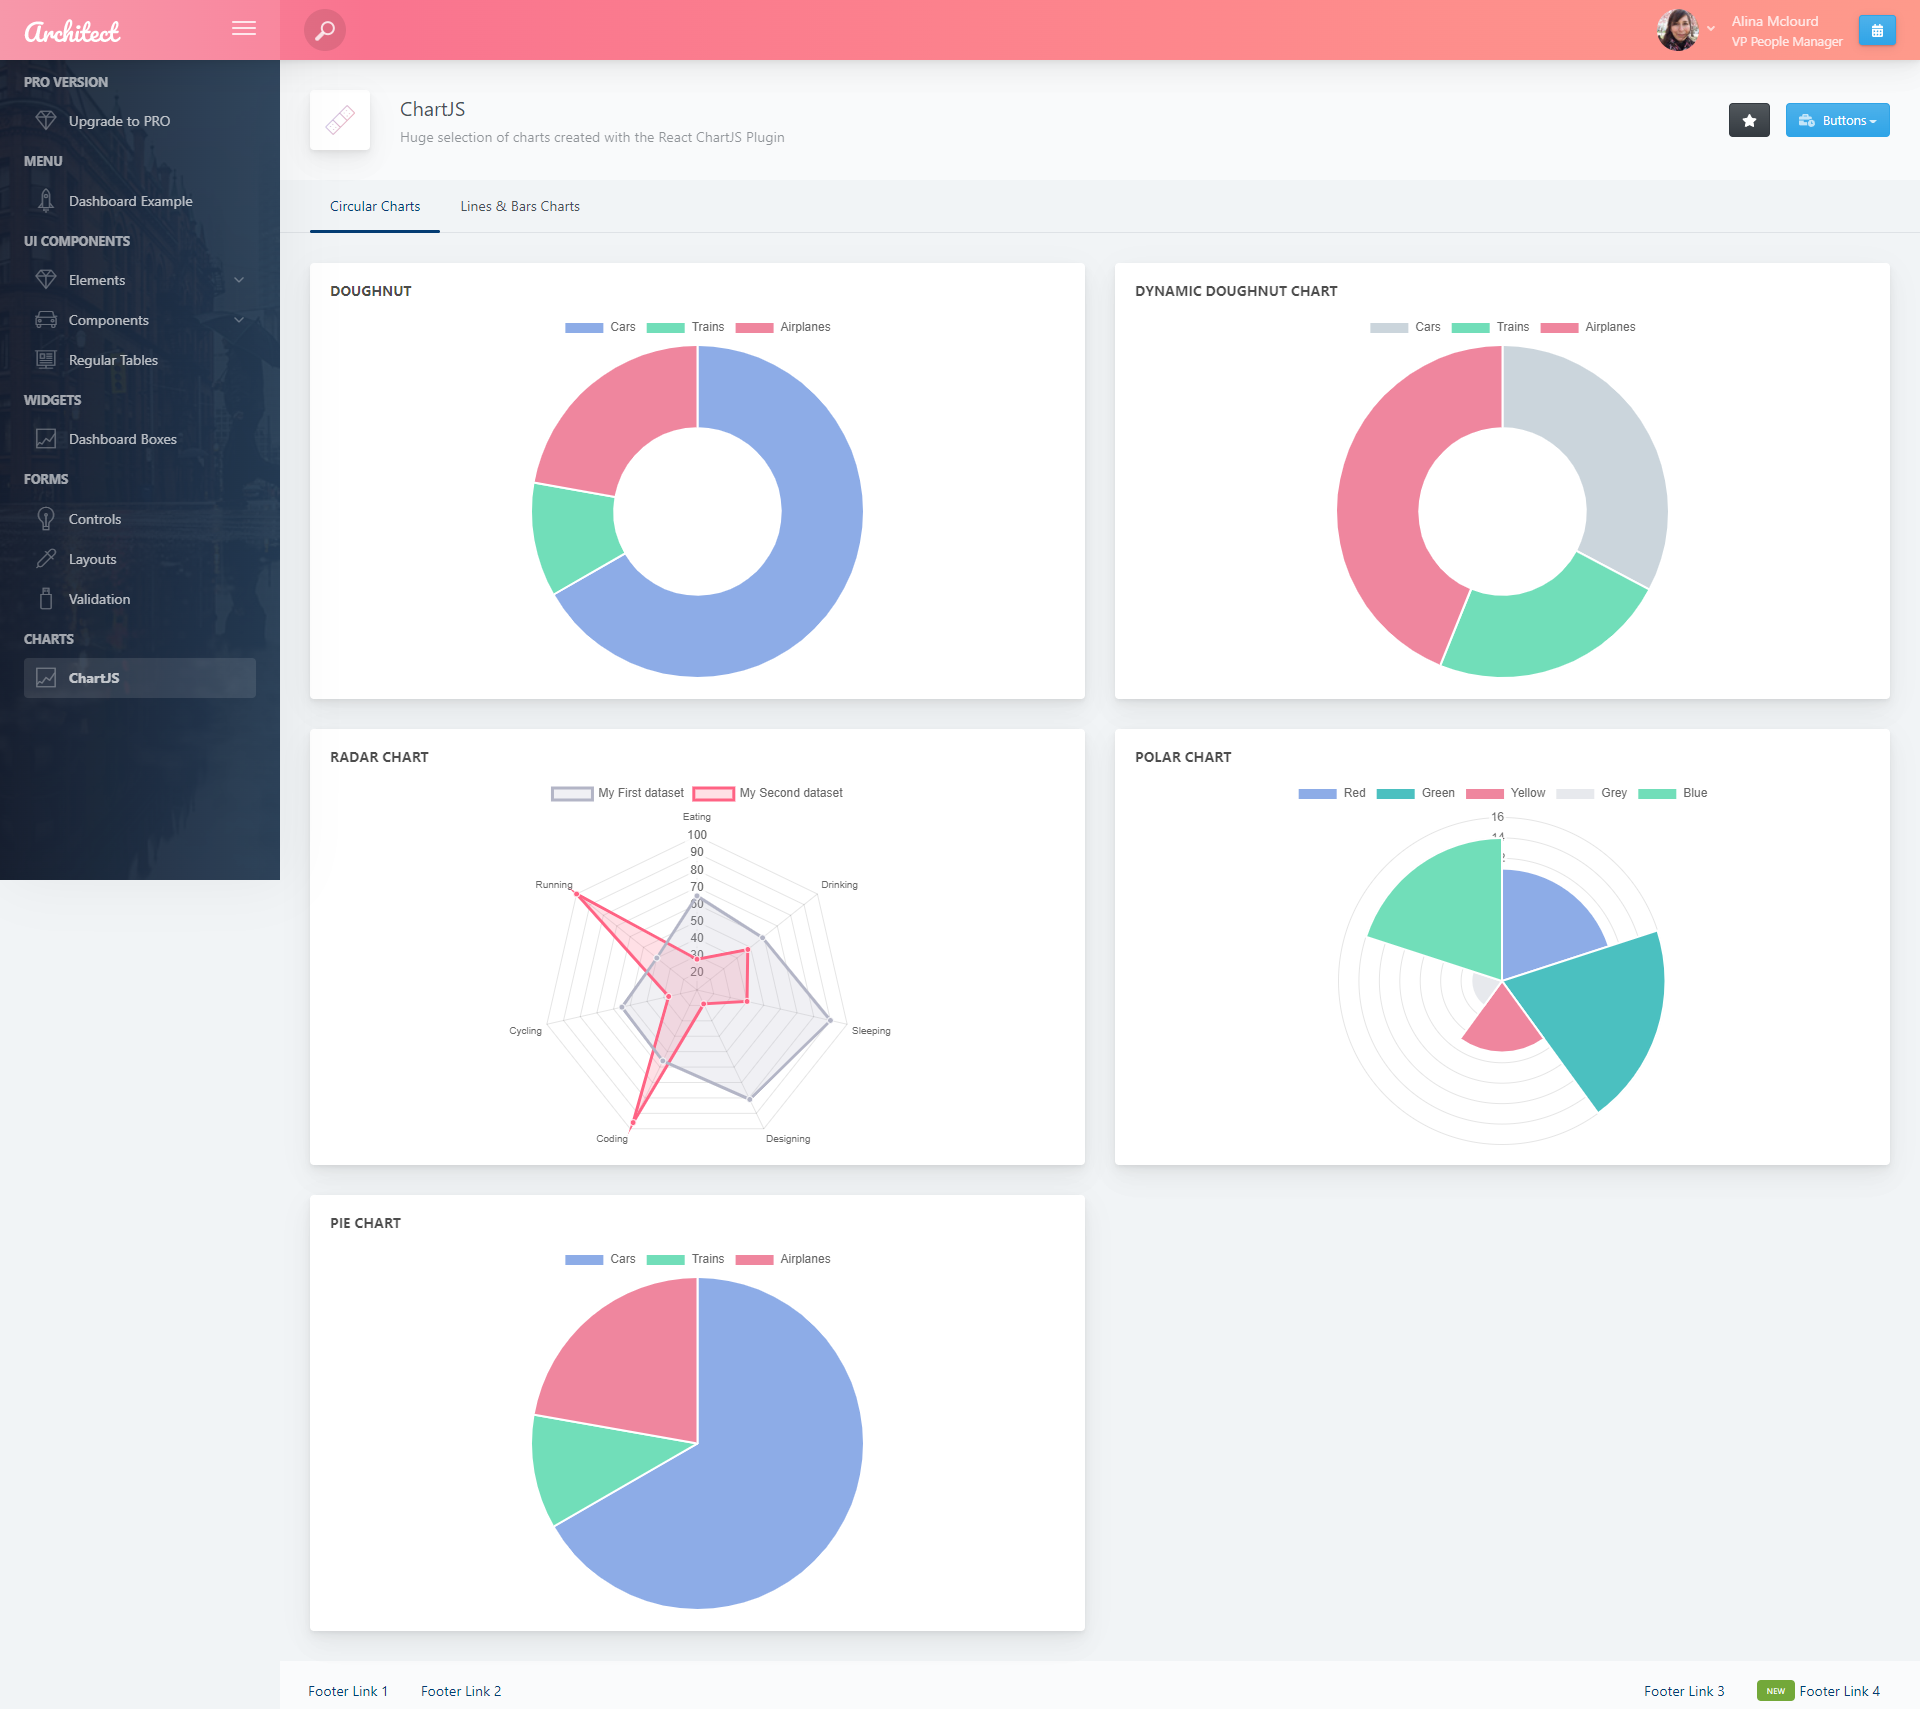 Architect
Alina Mclourd
VP People Manager
PRO VERSION
Upgrade to PRO
MENU
Dashboard Example
UI COMPONENTS
Elements
Components
Regular Tables
WIDGETS
Dashboard Boxes
FORMS
Controls
Layouts
Validation
CHARTS
ChartJS
ChartJS
Huge selection of charts created with the React ChartJS Plugin
Buttons
Circular Charts Lines & Bars Charts
DOUGHNUT
Cars Trains Airplanes
DYNAMIC DOUGHNUT CHART
Cars Trains Airplanes
RADAR CHART
My First dataset My Second dataset
Eating
100
90
80
70
60
50
40
30
20
Running
Drinking
Cycling
Sleeping
Coding
Designing
POLAR CHART
Red Green Yellow Grey Blue
16
14
PIE CHART
Cars Trains Airplanes
Footer Link 1 Footer Link 2 Footer Link 3 NEW Footer Link 4